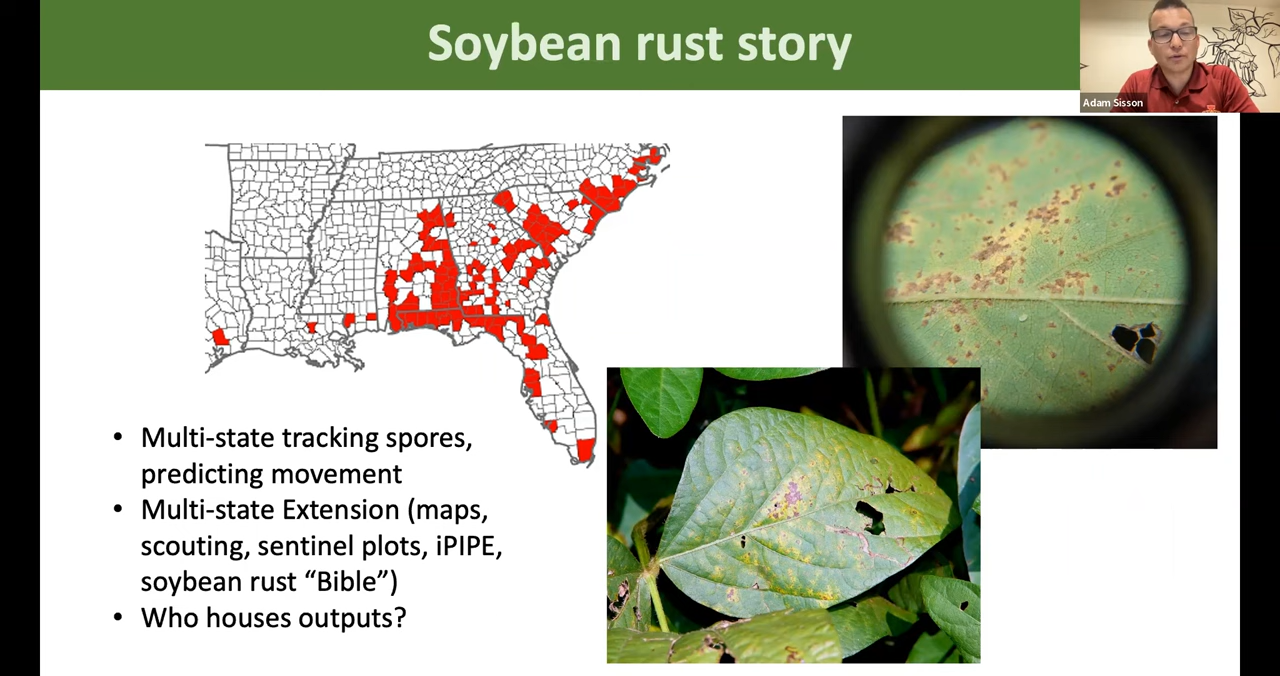 Soybean rust story
Adam Sisson
• Multi-state tracking spores,
predicting movement
• Multi-state Extension (maps,
scouting, sentinel plots, iPIPE,
soybean rust “Bible”)
• Who houses outputs?